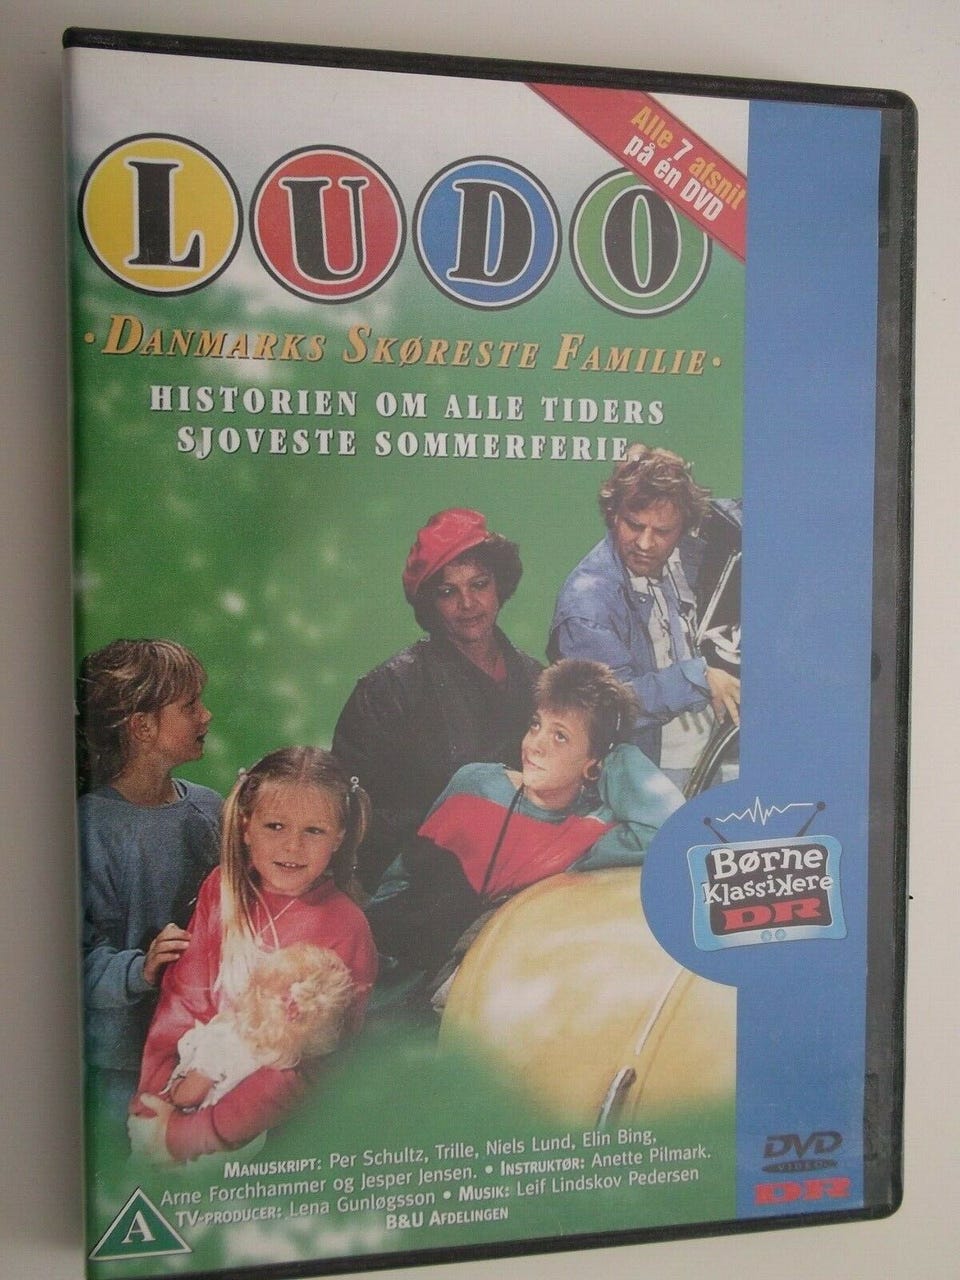 Alle 7 afsnit
på én DVD
LUDO
· DANMARKS SKØRESTE FAMILIE ·
HISTORIEN OM ALLE TIDERS
SJOVESTE SOMMERFERIE
Børne
Klassikere
DR
MANUSKRIPT: Per Schultz, Trille, Niels Lund, Elin Bing,
Arne Forchhammer og Jesper Jensen. • INSTRUKTØR: Anette Pilmark.
TV-PRODUCER: Lena Gunløgsson • MUSIK: Leif Lindskov Pedersen
B&U AFDELINGEN
A
DVD
VIDEO
DR